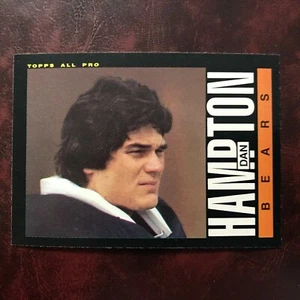 TOPPS ALL PRO
HAMPTON
DAN
BEARS